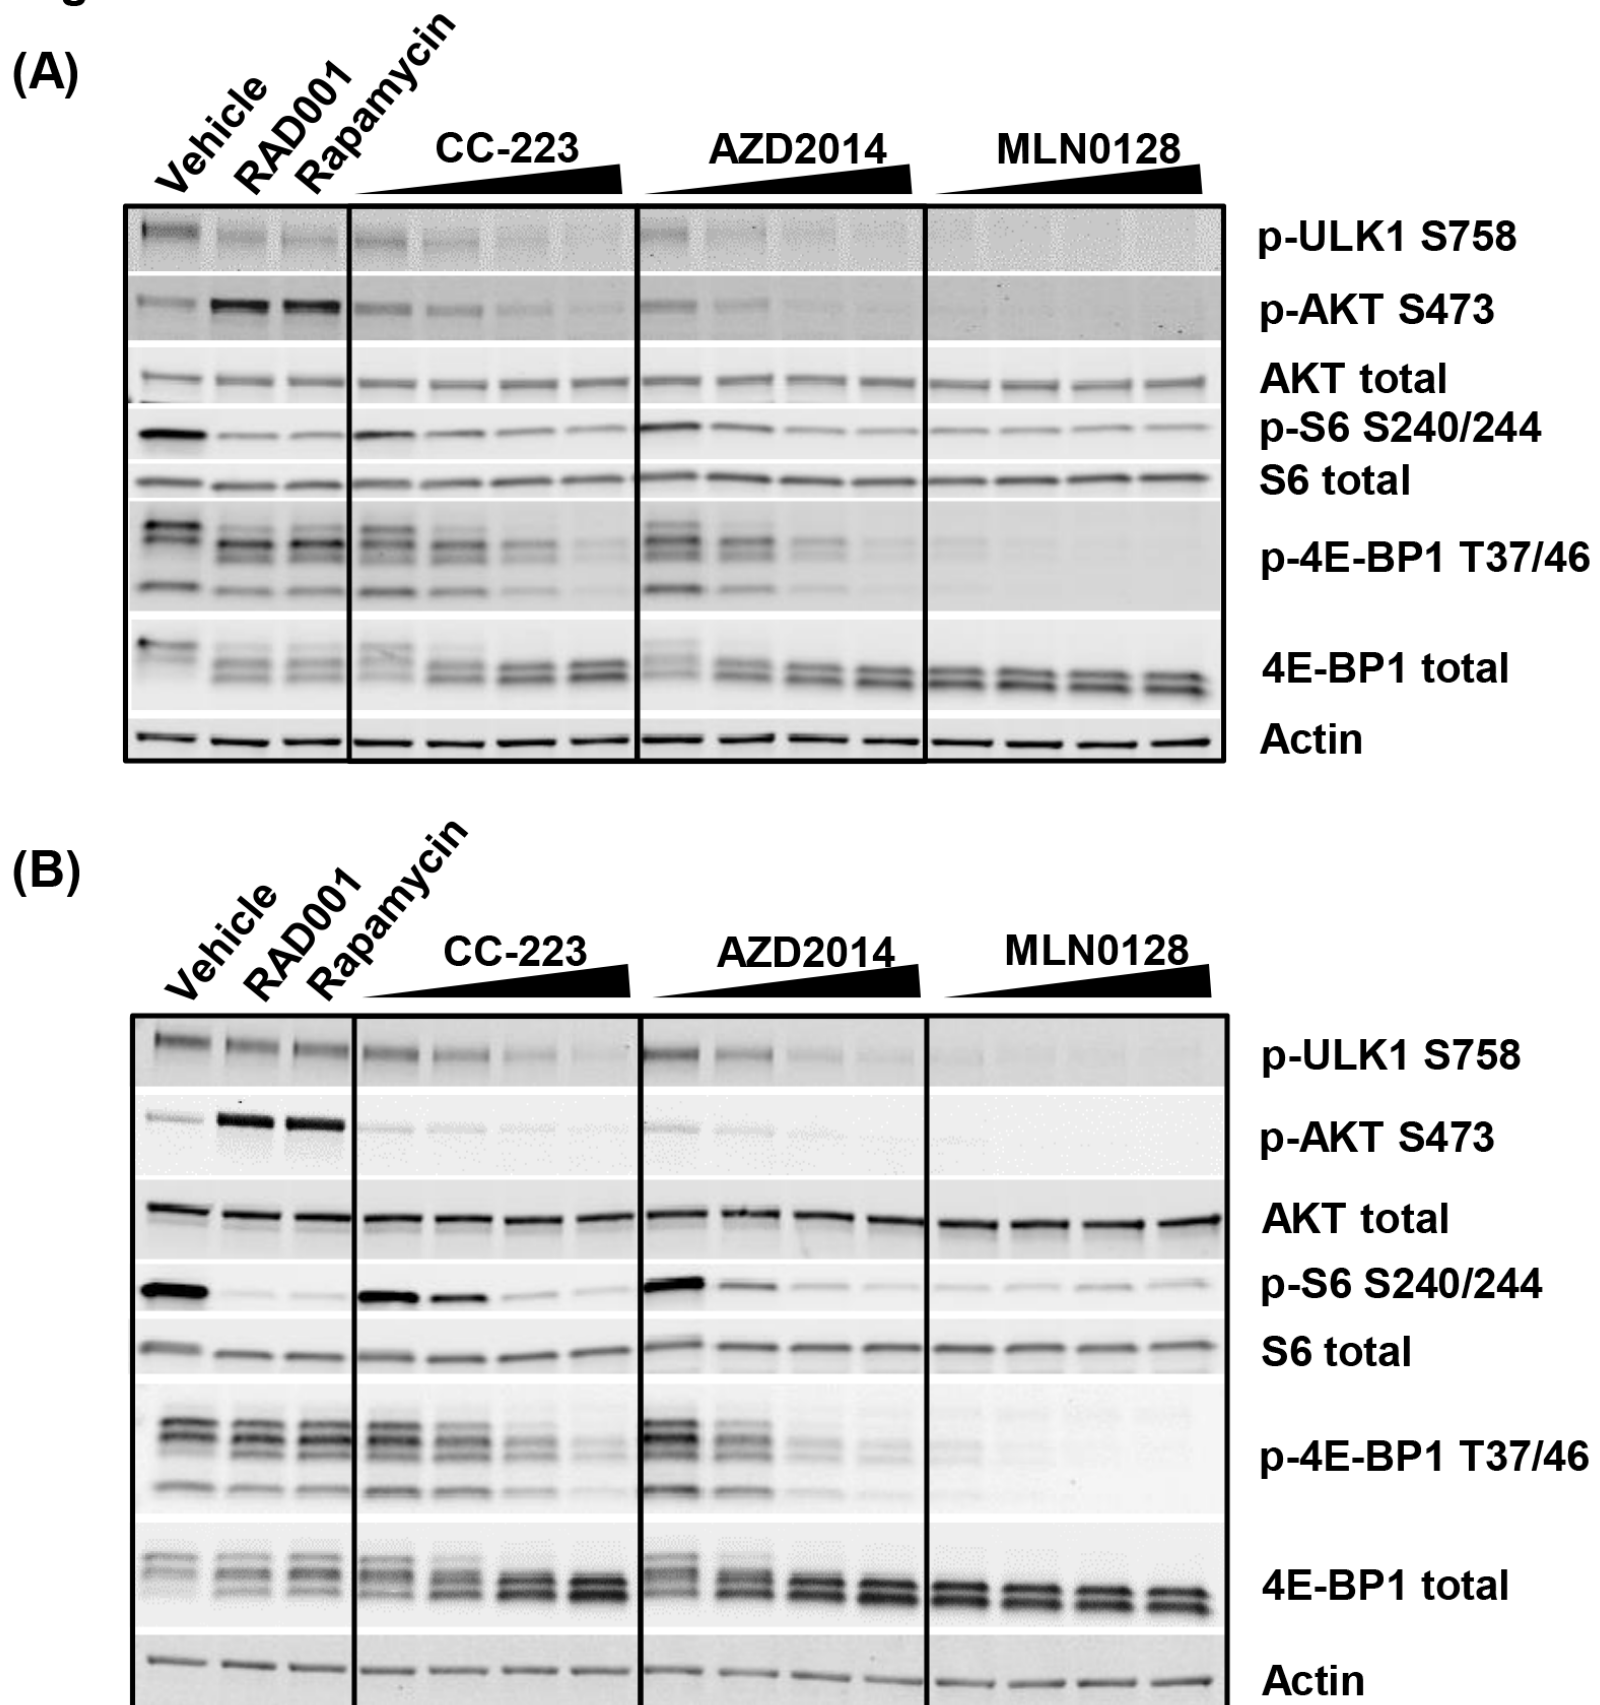 (A)
Vehicle
RAD001
Rapamycin
CC-223
AZD2014
MLN0128
p-ULK1 S758
p-AKT S473
AKT total
p-S6 S240/244
S6 total
p-4E-BP1 T37/46
4E-BP1 total
Actin
(B)
Vehicle
RAD001
Rapamycin
CC-223
AZD2014
MLN0128
p-ULK1 S758
p-AKT S473
AKT total
p-S6 S240/244
S6 total
p-4E-BP1 T37/46
4E-BP1 total
Actin